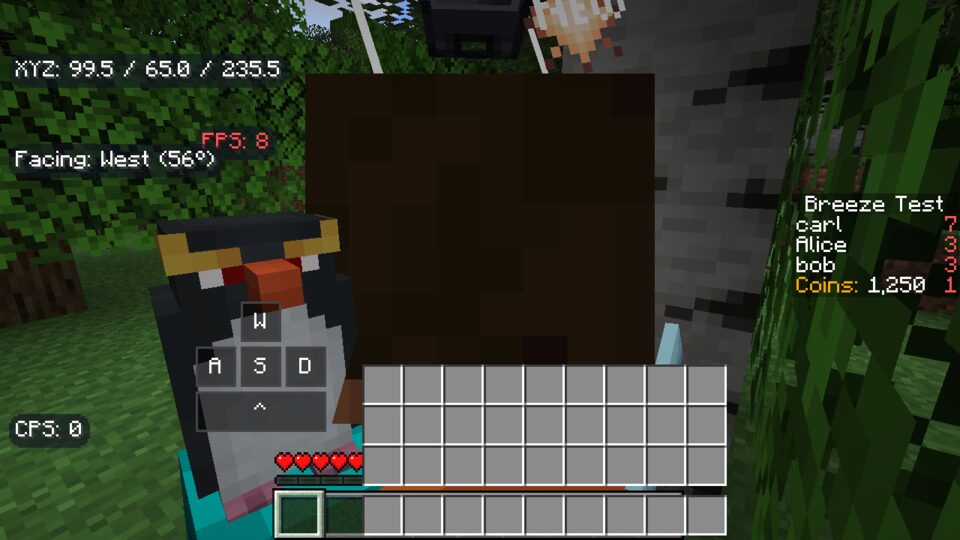 XYZ: 99.5 / 65.0 / 235.5
FPS: 8
Facing: West (56º)
Breeze Test
carl 7
Alice 3
bob 3
Coins: 1,250 1
W
A S D
^
CPS: 0